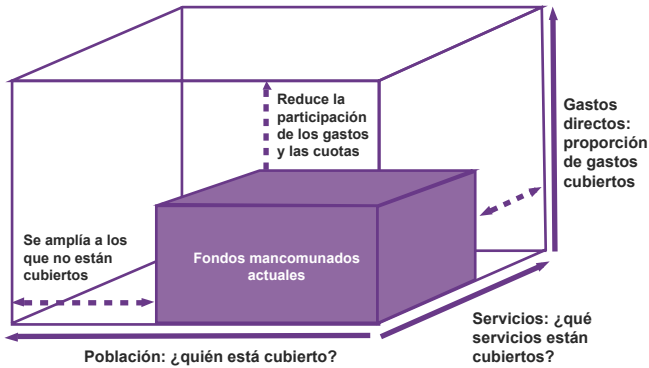 Reduce la
participación
de los gastos
y las cuotas
Gastos
directos:
proporción
de gastos
cubiertos
Se amplía a los
que no están
cubiertos
Fondos mancomunados
actuales
Servicios: ¿qué
servicios están
cubiertos?
Población: ¿quién está cubierto?